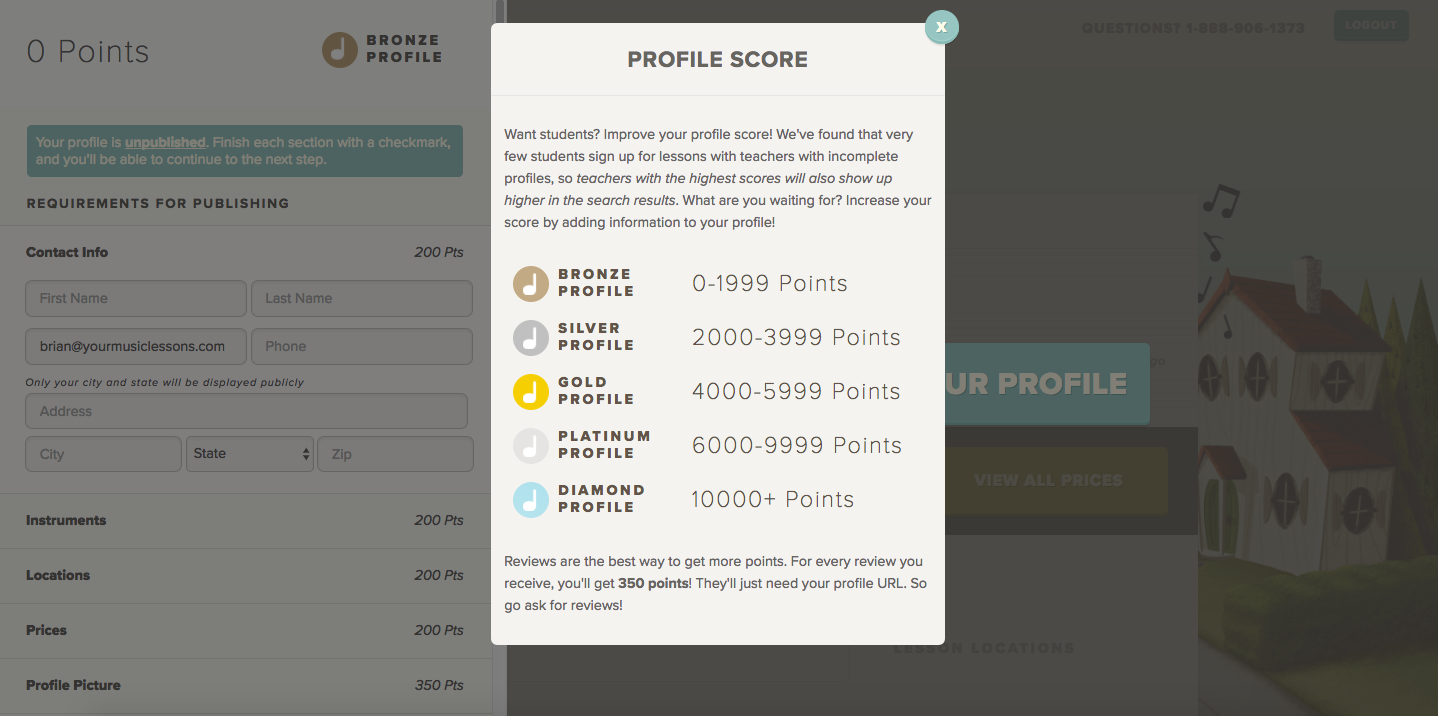 0 Points
BRONZE
PROFILE
Your profile is unpublished. Finish each section with a checkmark,
and you'll be able to continue to the next step.
REQUIREMENTS FOR PUBLISHING
Contact Info 200 Pts
First Name Last Name
brian@yourmusiclessons.com Phone
Only your city and state will be displayed publicly
Address
City State Zip
Instruments 200 Pts
Locations 200 Pts
Prices 200 Pts
Profile Picture 350 Pts
X
PROFILE SCORE
Want students? Improve your profile score! We've found that very
few students sign up for lessons with teachers with incomplete
profiles, so teachers with the highest scores will also show up
higher in the search results. What are you waiting for? Increase your
score by adding information to your profile!
BRONZE
PROFILE
0-1999 Points
SILVER
PROFILE
2000-3999 Points
GOLD
PROFILE
4000-5999 Points
PLATINUM
PROFILE
6000-9999 Points
DIAMOND
PROFILE
10000+ Points
Reviews are the best way to get more points. For every review you
receive, you'll get 350 points! They'll just need your profile URL. So
go ask for reviews!
QUESTIONS? 1-888-906-1373
LOGOUT
go
UR PROFILE
VIEW ALL PRICES
LESSON LOCATIONS